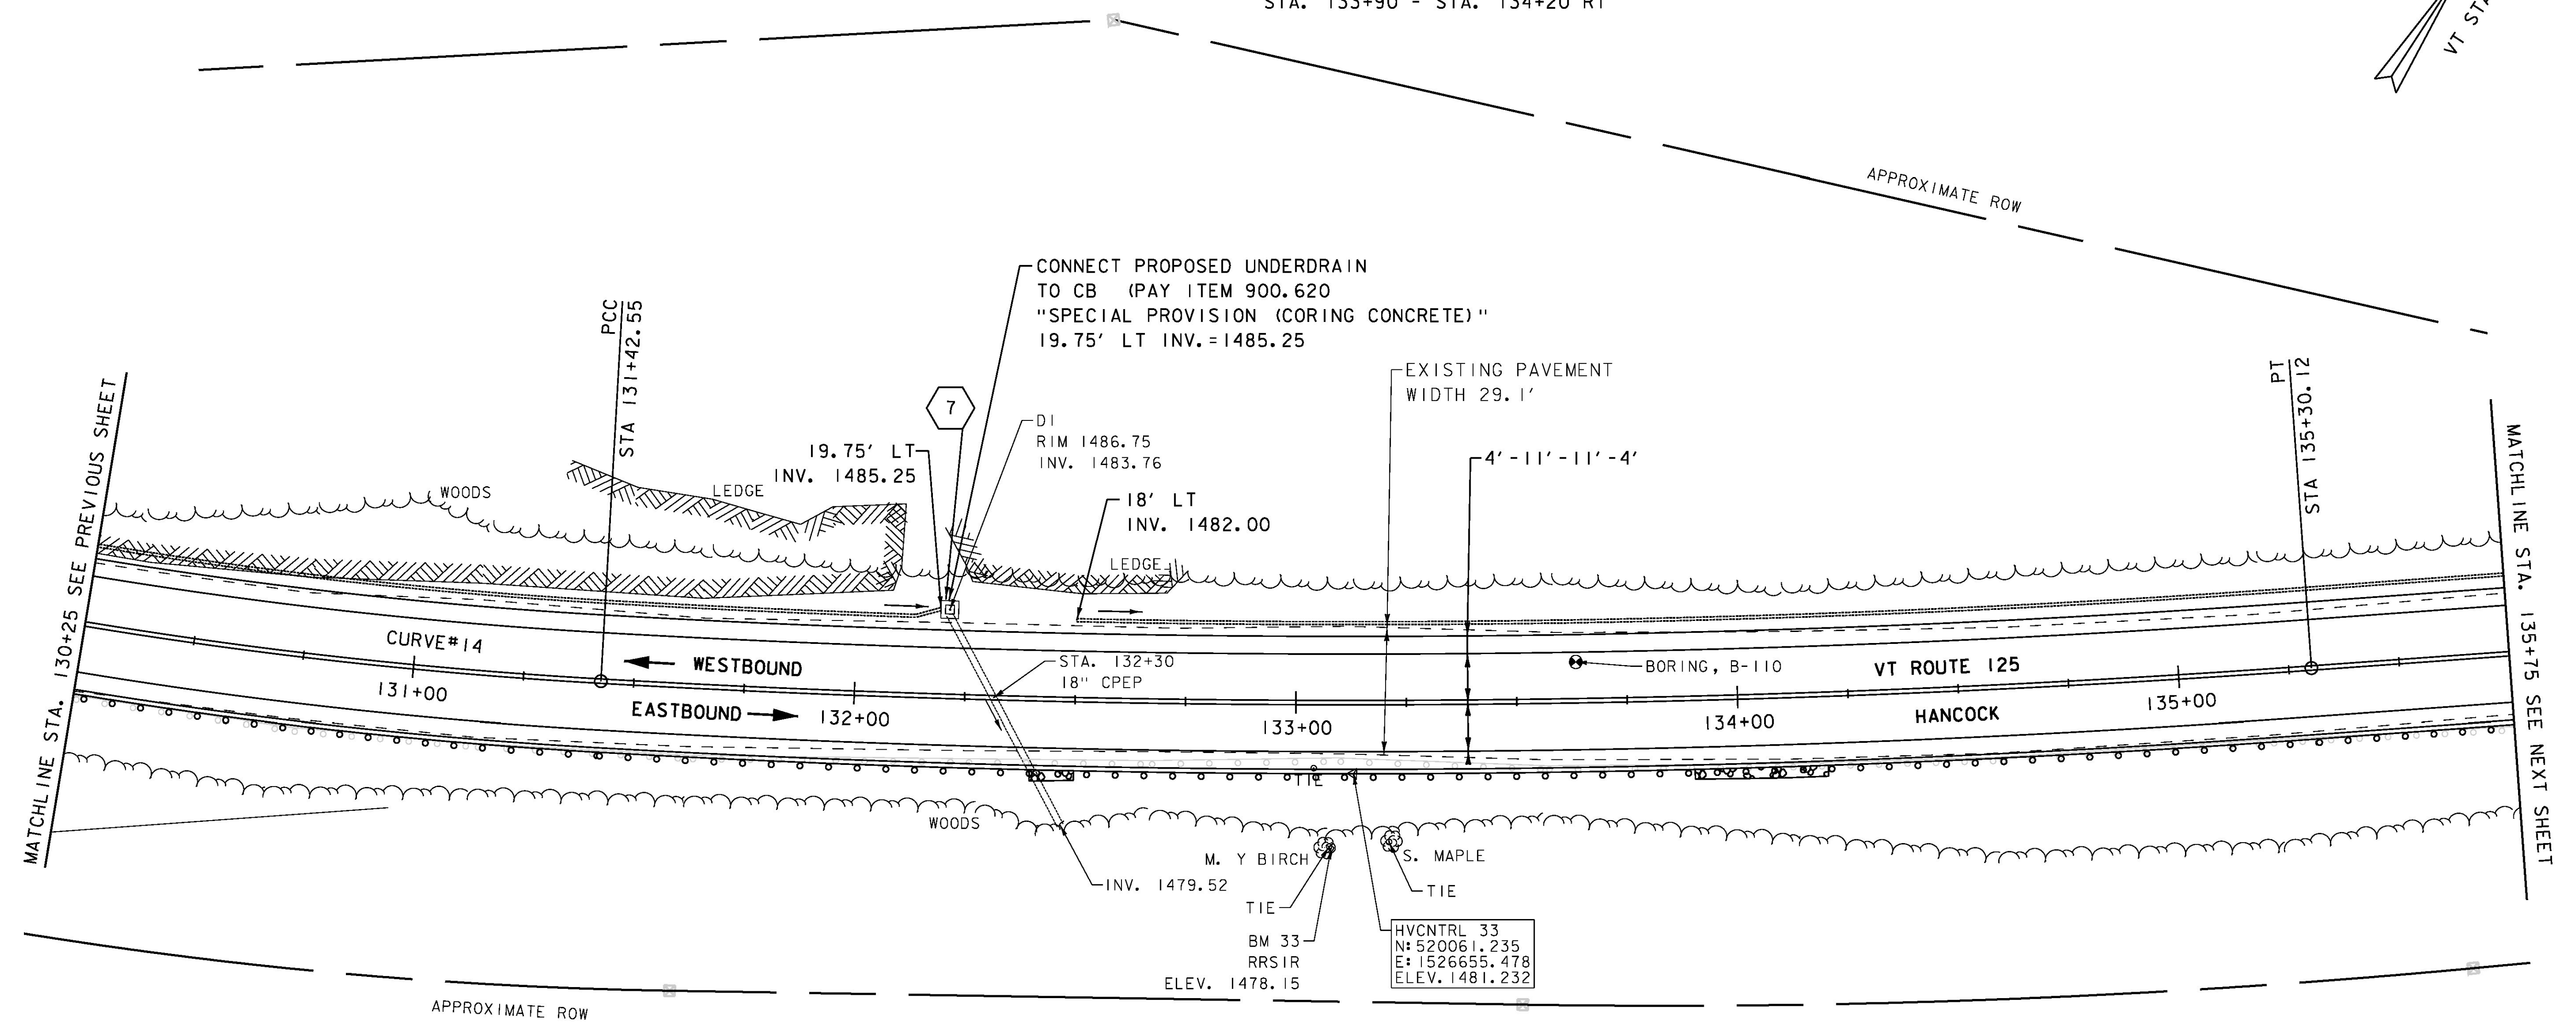 STA. 133+90 - STA. 134+20 RT
VT STA
APPROXIMATE ROW
CONNECT PROPOSED UNDERDRAIN
TO CB (PAY ITEM 900.620
"SPECIAL PROVISION (CORING CONCRETE)"
19.75' LT INV.=1485.25
PCC
STA 131+42.55
EXISTING PAVEMENT
WIDTH 29.1'
PT
STA 135+30.12
7
DI
RIM 1486.75
INV. 1483.76
19.75' LT
INV. 1485.25
4'-11'-11'-4'
18' LT
INV. 1482.00
WOODS
LEDGE
LEDGE
MATCHLINE STA. 130+25 SEE PREVIOUS SHEET
MATCHLINE STA. 135+75 SEE NEXT SHEET
CURVE#14
WESTBOUND
STA. 132+30
18" CPEP
BORING, B-110
VT ROUTE 125
131+00
EASTBOUND
132+00
133+00
134+00
HANCOCK
135+00
TIE
WOODS
M. Y BIRCH
S. MAPLE
INV. 1479.52
TIE
TIE
BM 33
RRSIR
ELEV. 1478.15
HVCNTRL 33
N:520061.235
E:1526655.478
ELEV.1481.232
APPROXIMATE ROW